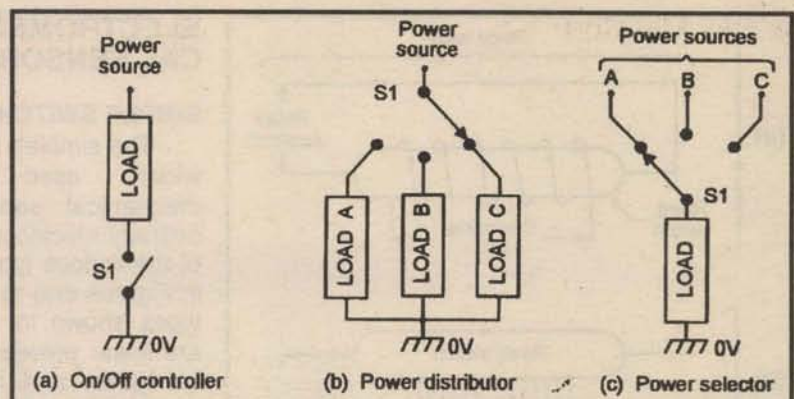 Power
source
LOAD
S1
0V
(a) On/Off controller
Power
source
S1
LOAD A
LOAD B
LOAD C
0V
(b) Power distributor
Power sources
A B C
S1
LOAD
0V
(c) Power selector